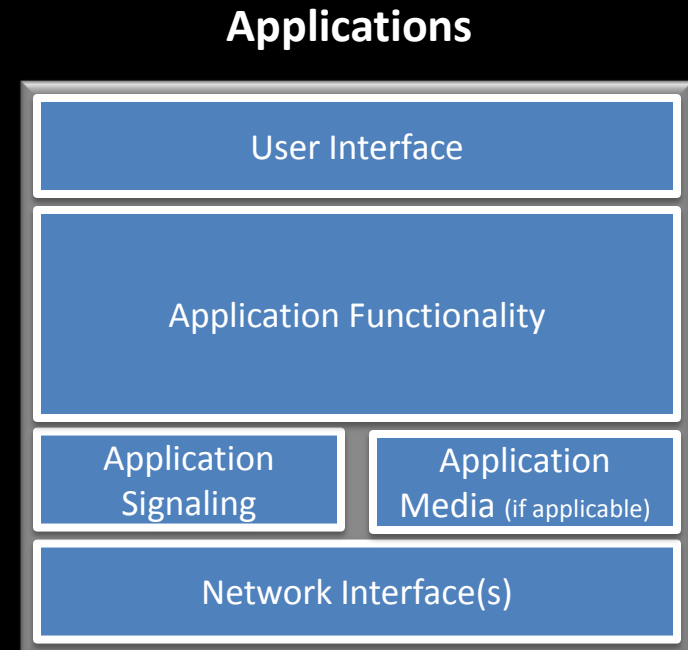 Applications
User Interface
Application Functionality
Application
Signaling
Application
Media (if applicable)
Network Interface(s)